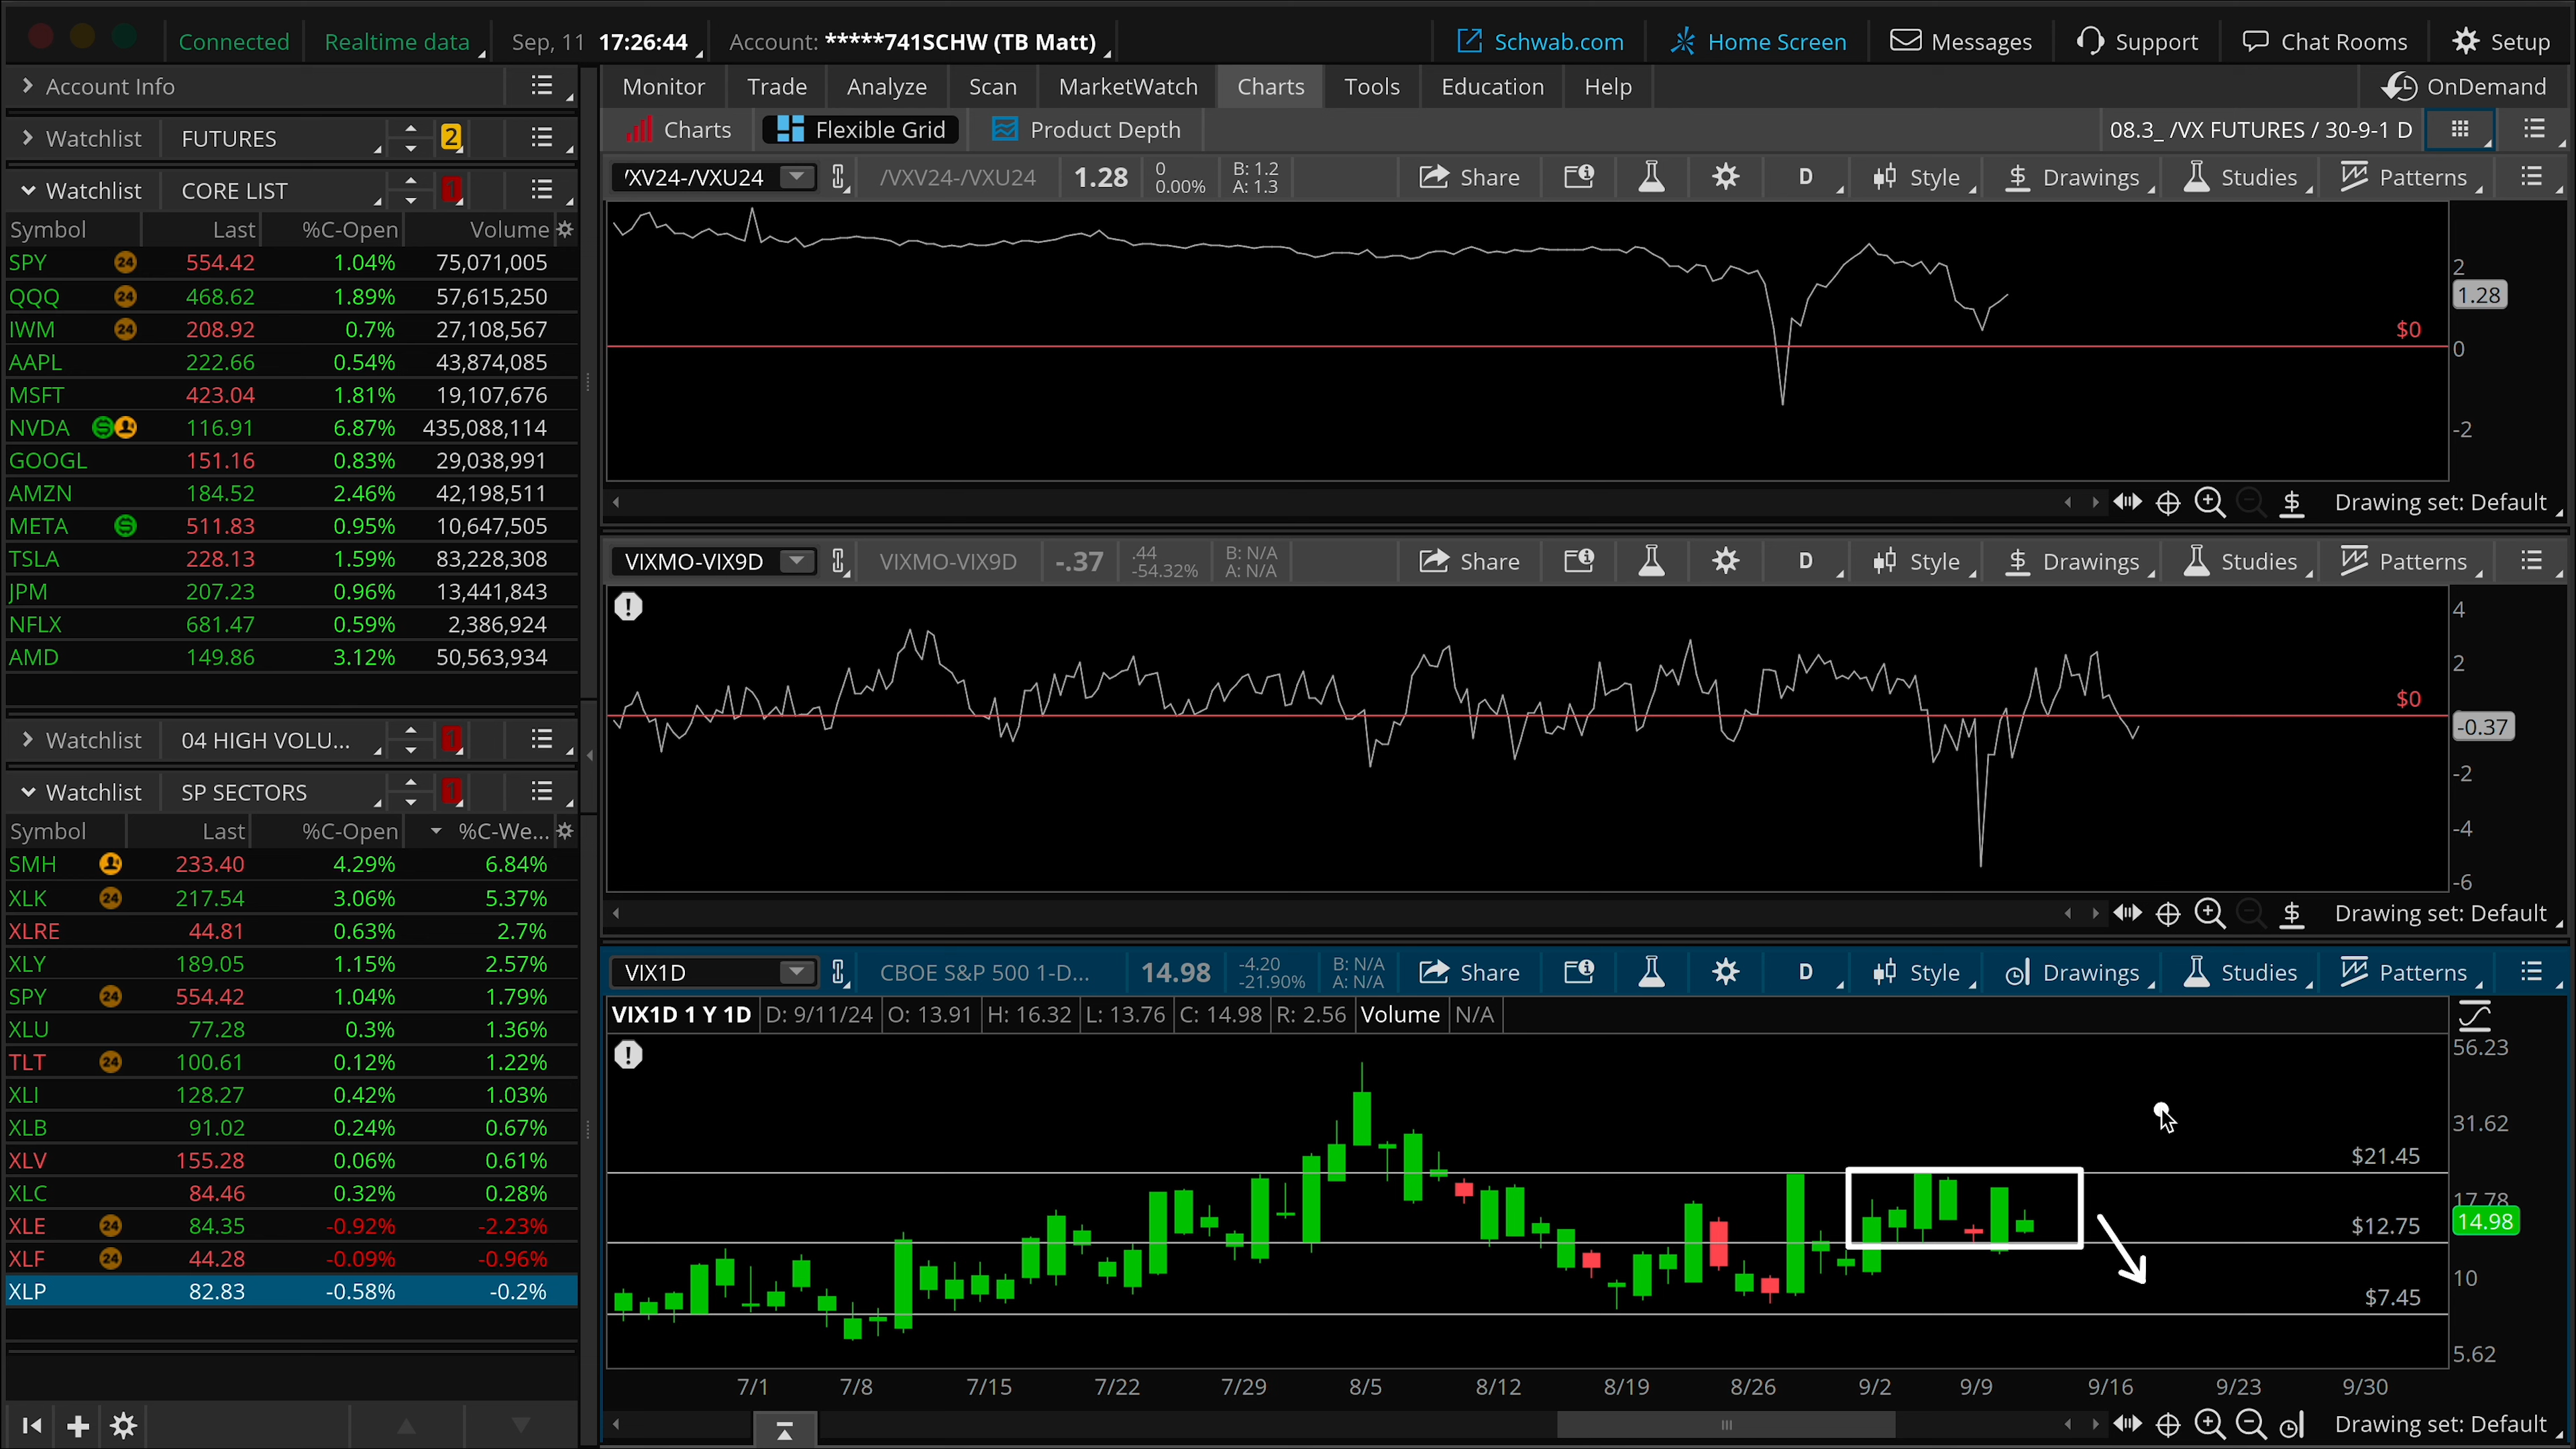 Connected Realtime data Sep, 11 17:26:44 Account: *****741SCHW (TB Matt) Schwab.com Home Screen Messages Support Chat Rooms Setup
Account Info
Monitor Trade Analyze Scan MarketWatch Charts Tools Education Help OnDemand
Watchlist FUTURES 2
Charts Flexible Grid Product Depth 08.3_ /VX FUTURES / 30-9-1 D
Watchlist CORE LIST 1
Symbol Last %C-Open Volume
SPY 24 554.42 1.04% 75,071,005
QQQ 24 468.62 1.89% 57,615,250
IWM 24 208.92 0.7% 27,108,567
AAPL 222.66 0.54% 43,874,085
MSFT 423.04 1.81% 19,107,676
NVDA 116.91 6.87% 435,088,114
GOOGL 151.16 0.83% 29,038,991
AMZN 184.52 2.46% 42,198,511
META 511.83 0.95% 10,647,505
TSLA 228.13 1.59% 83,228,308
JPM 207.23 0.96% 13,441,843
NFLX 681.47 0.59% 2,386,924
AMD 149.86 3.12% 50,563,934
Watchlist 04 HIGH VOLU... 1
Watchlist SP SECTORS 1
Symbol Last %C-Open %C-We...
SMH 233.40 4.29% 6.84%
XLK 24 217.54 3.06% 5.37%
XLRE 44.81 0.63% 2.7%
XLY 189.05 1.15% 2.57%
SPY 24 554.42 1.04% 1.79%
XLU 77.28 0.3% 1.36%
TLT 24 100.61 0.12% 1.22%
XLI 128.27 0.42% 1.03%
XLB 91.02 0.24% 0.67%
XLV 155.28 0.06% 0.61%
XLC 84.46 0.32% 0.28%
XLE 24 84.35 -0.92% -2.23%
XLF 24 44.28 -0.09% -0.96%
XLP 82.83 -0.58% -0.2%
'XV24-/VXU24 /VXV24-/VXU24 1.28 0 0.00% B: 1.2 A: 1.3 Share D Style Drawings Studies Patterns
2
1.28
$0
0
-2
Drawing set: Default
VIXMO-VIX9D VIXMO-VIX9D -.37 .44 -54.32% B: N/A A: N/A Share D Style Drawings Studies Patterns
4
2
$0
-0.37
-2
-4
-6
Drawing set: Default
VIX1D CBOE S&P 500 1-D... 14.98 -4.20 -21.90% B: N/A A: N/A Share D Style Drawings Studies Patterns
VIX1D 1 Y 1D D: 9/11/24 O: 13.91 H: 16.32 L: 13.76 C: 14.98 R: 2.56 Volume N/A
56.23
31.62
$21.45
17.78
14.98
$12.75
10
$7.45
5.62
7/1 7/8 7/15 7/22 7/29 8/5 8/12 8/19 8/26 9/2 9/9 9/16 9/23 9/30
Drawing set: Default